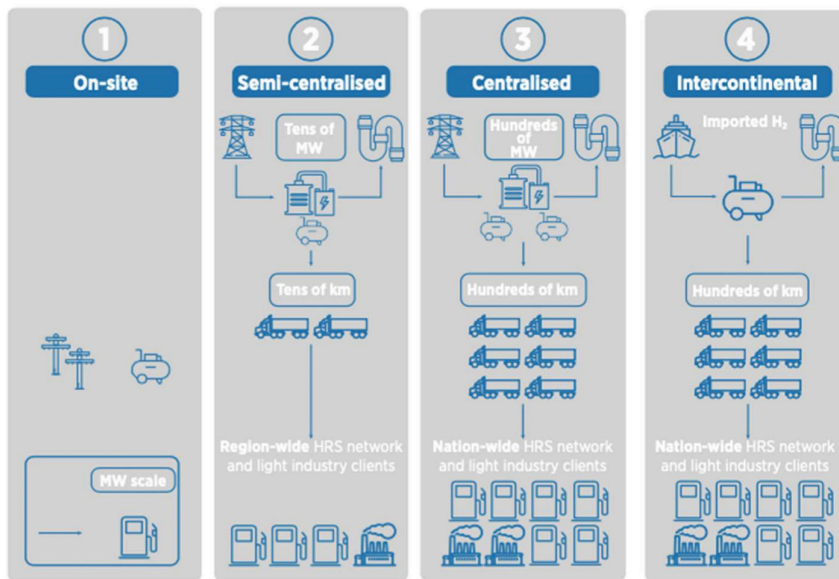 1
On-site
MW scale
2
Semi-centralised
Tens of
MW
Tens of km
Region-wide HRS network
and light industry clients
3
Centralised
Hundreds
of
MW
Hundreds of km
Nation-wide HRS network
and light industry clients
4
Intercontinental
Imported H₂
Hundreds of km
Nation-wide HRS network
and light industry clients